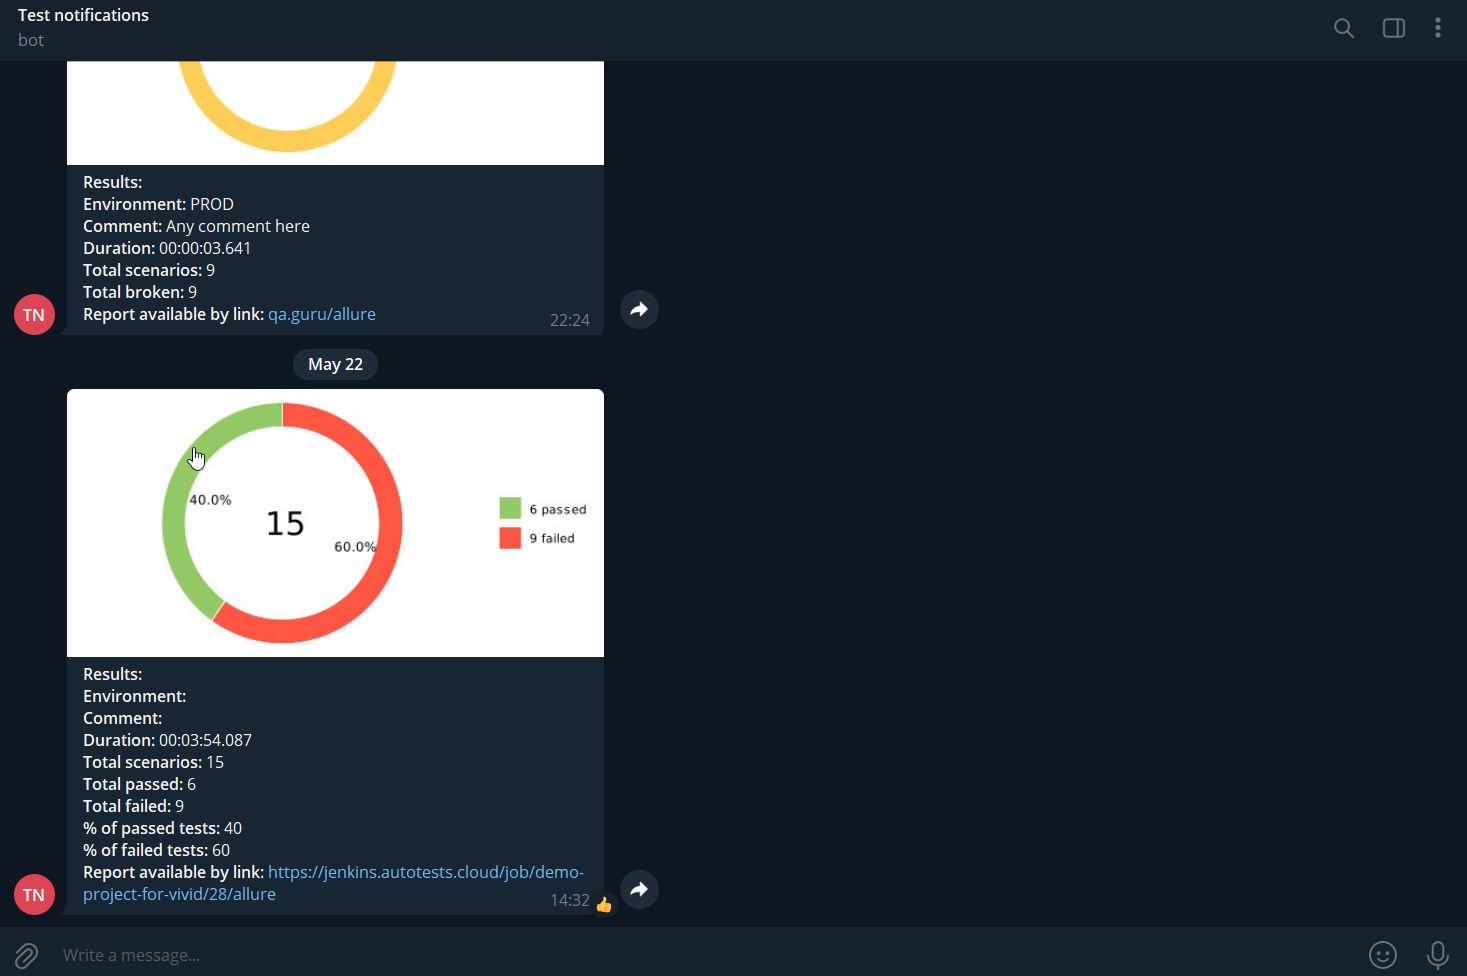 Test notifications
bot
Results:
Environment: PROD
Comment: Any comment here
Duration: 00:00:03.641
Total scenarios: 9
Total broken: 9
Report available by link: qa.guru/allure
22:24
TN
May 22
40.0%
15
60.0%
6 passed
9 failed
Results:
Environment:
Comment:
Duration: 00:03:54.087
Total scenarios: 15
Total passed: 6
Total failed: 9
% of passed tests: 40
% of failed tests: 60
Report available by link: https://jenkins.autotests.cloud/job/demo-
project-for-vivid/28/allure
14:32
TN
Write a message...